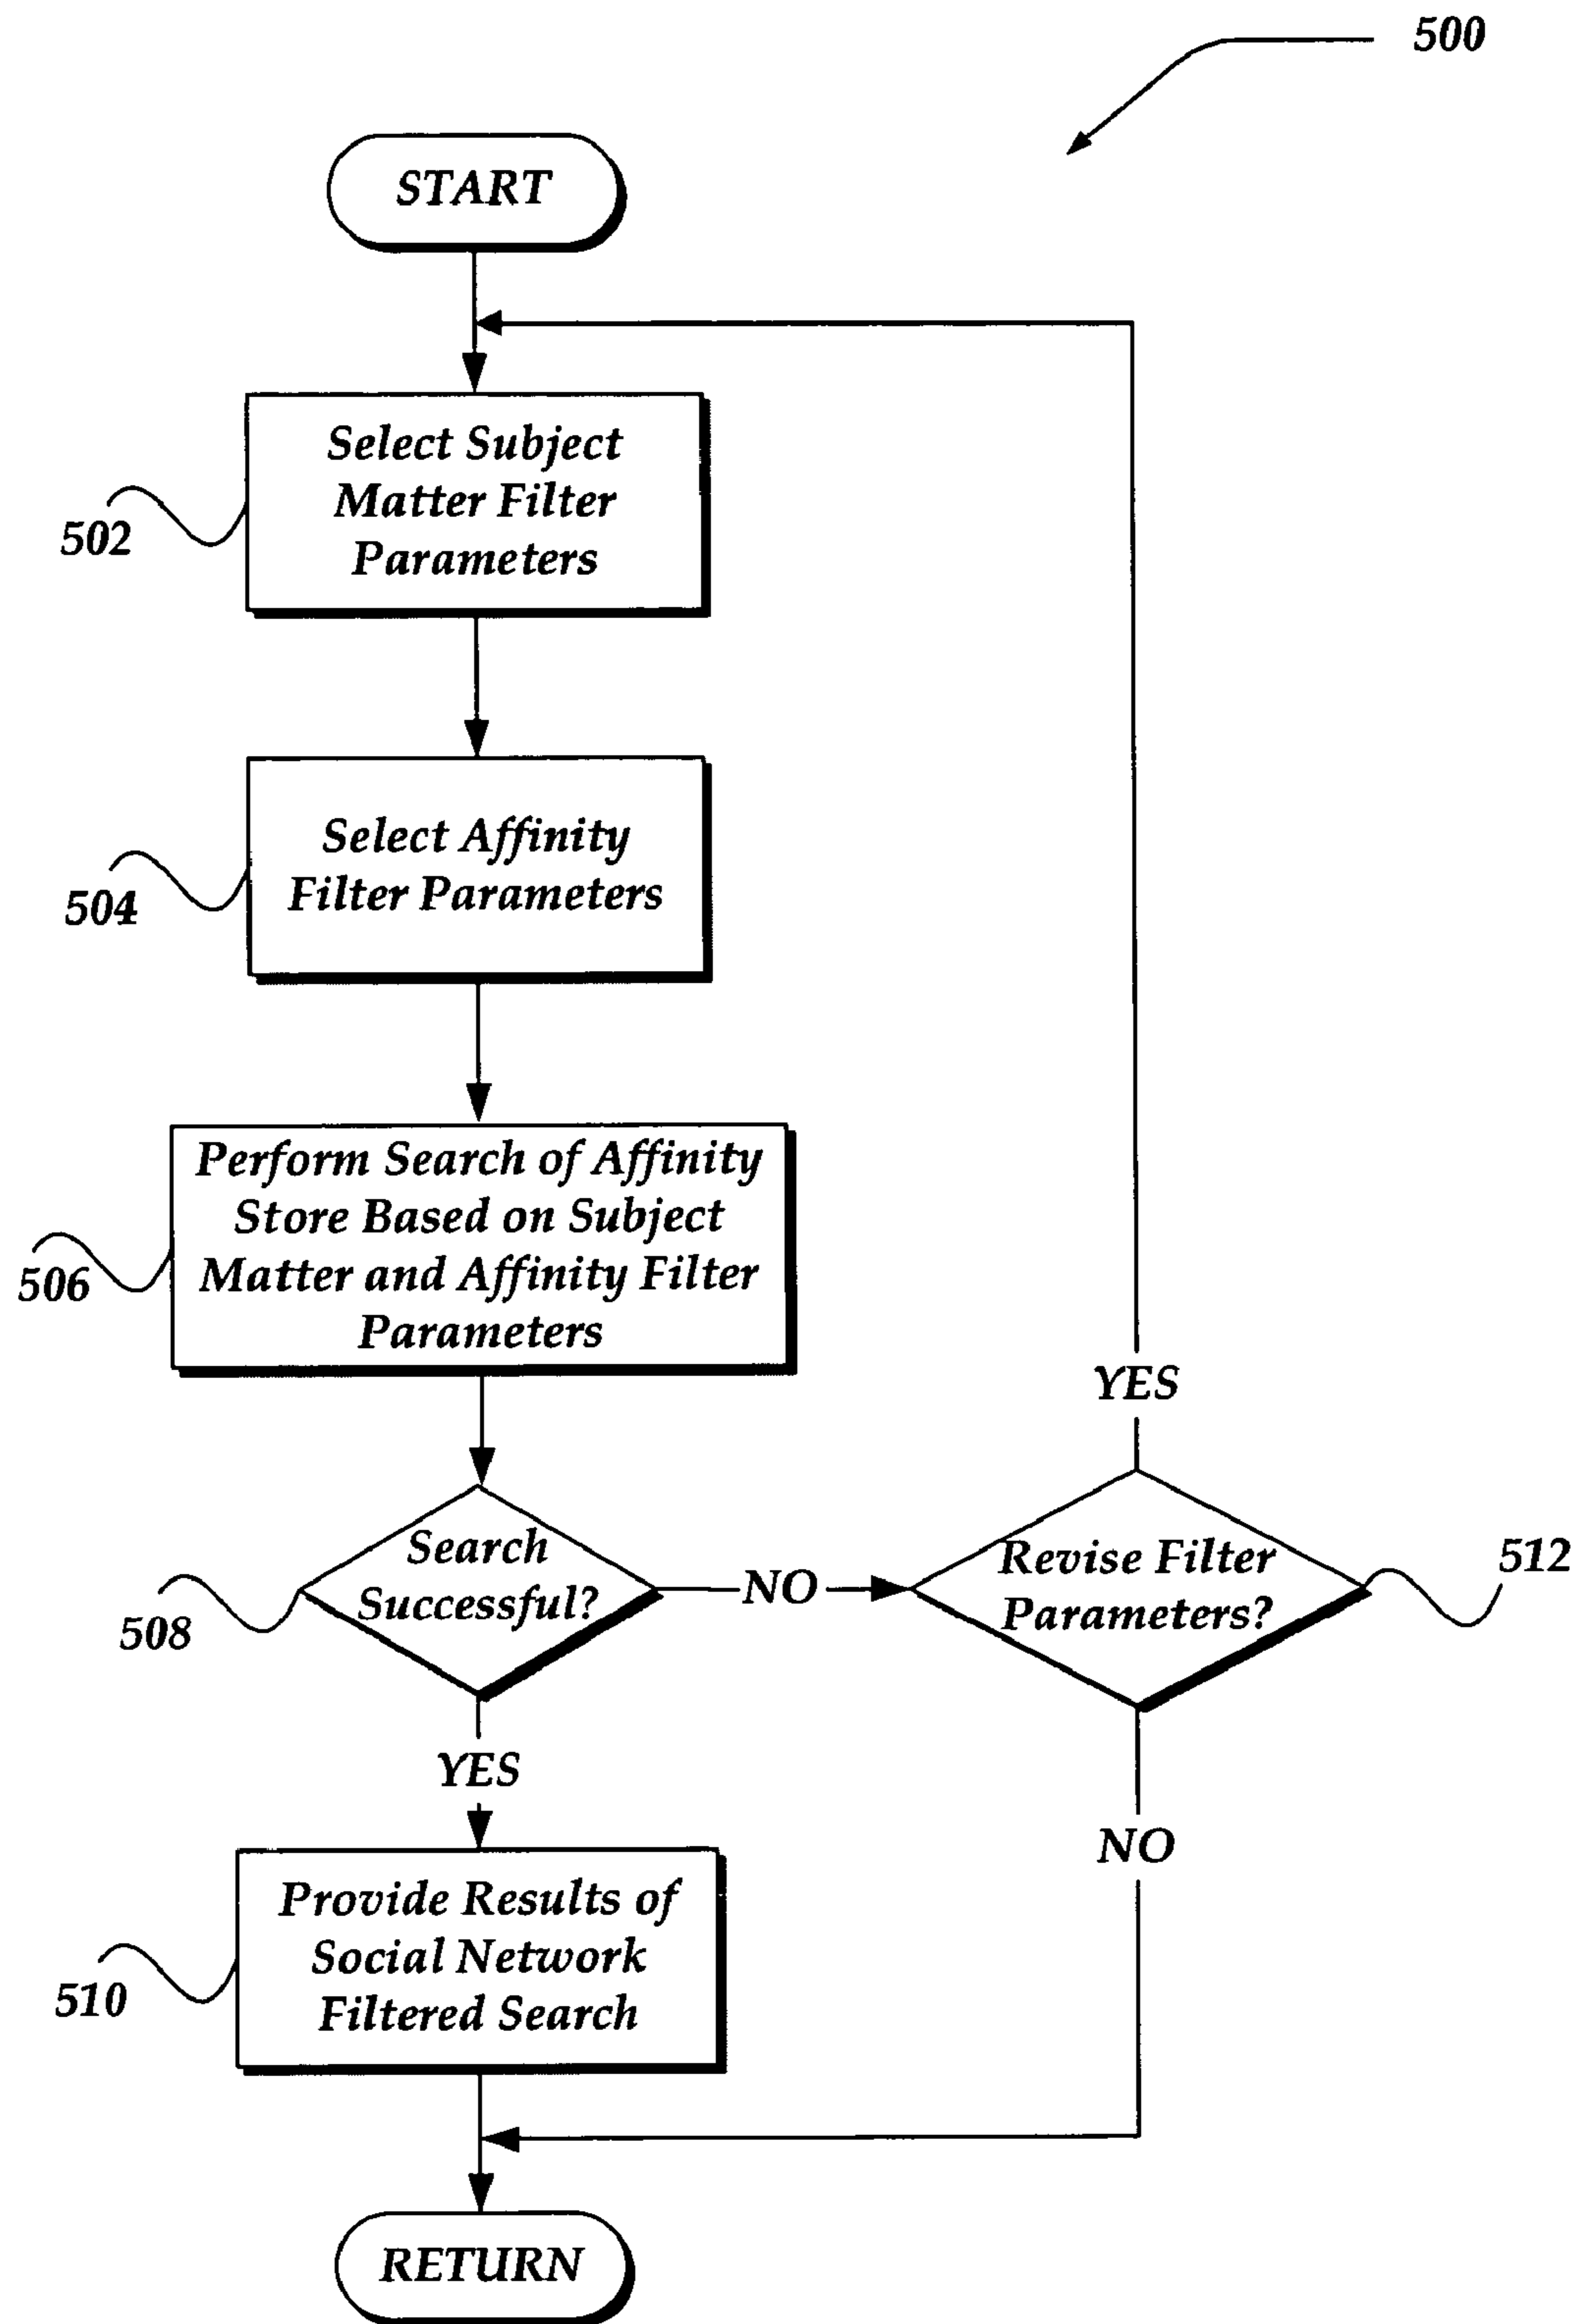 500
START
Select Subject
Matter Filter
Parameters
502
Select Affinity
Filter Parameters
504
Perform Search of Affinity
Store Based on Subject
Matter and Affinity Filter
Parameters
506
YES
Search
Successful?
508
NO
Revise Filter
Parameters?
512
YES
NO
Provide Results of
Social Network
Filtered Search
510
RETURN